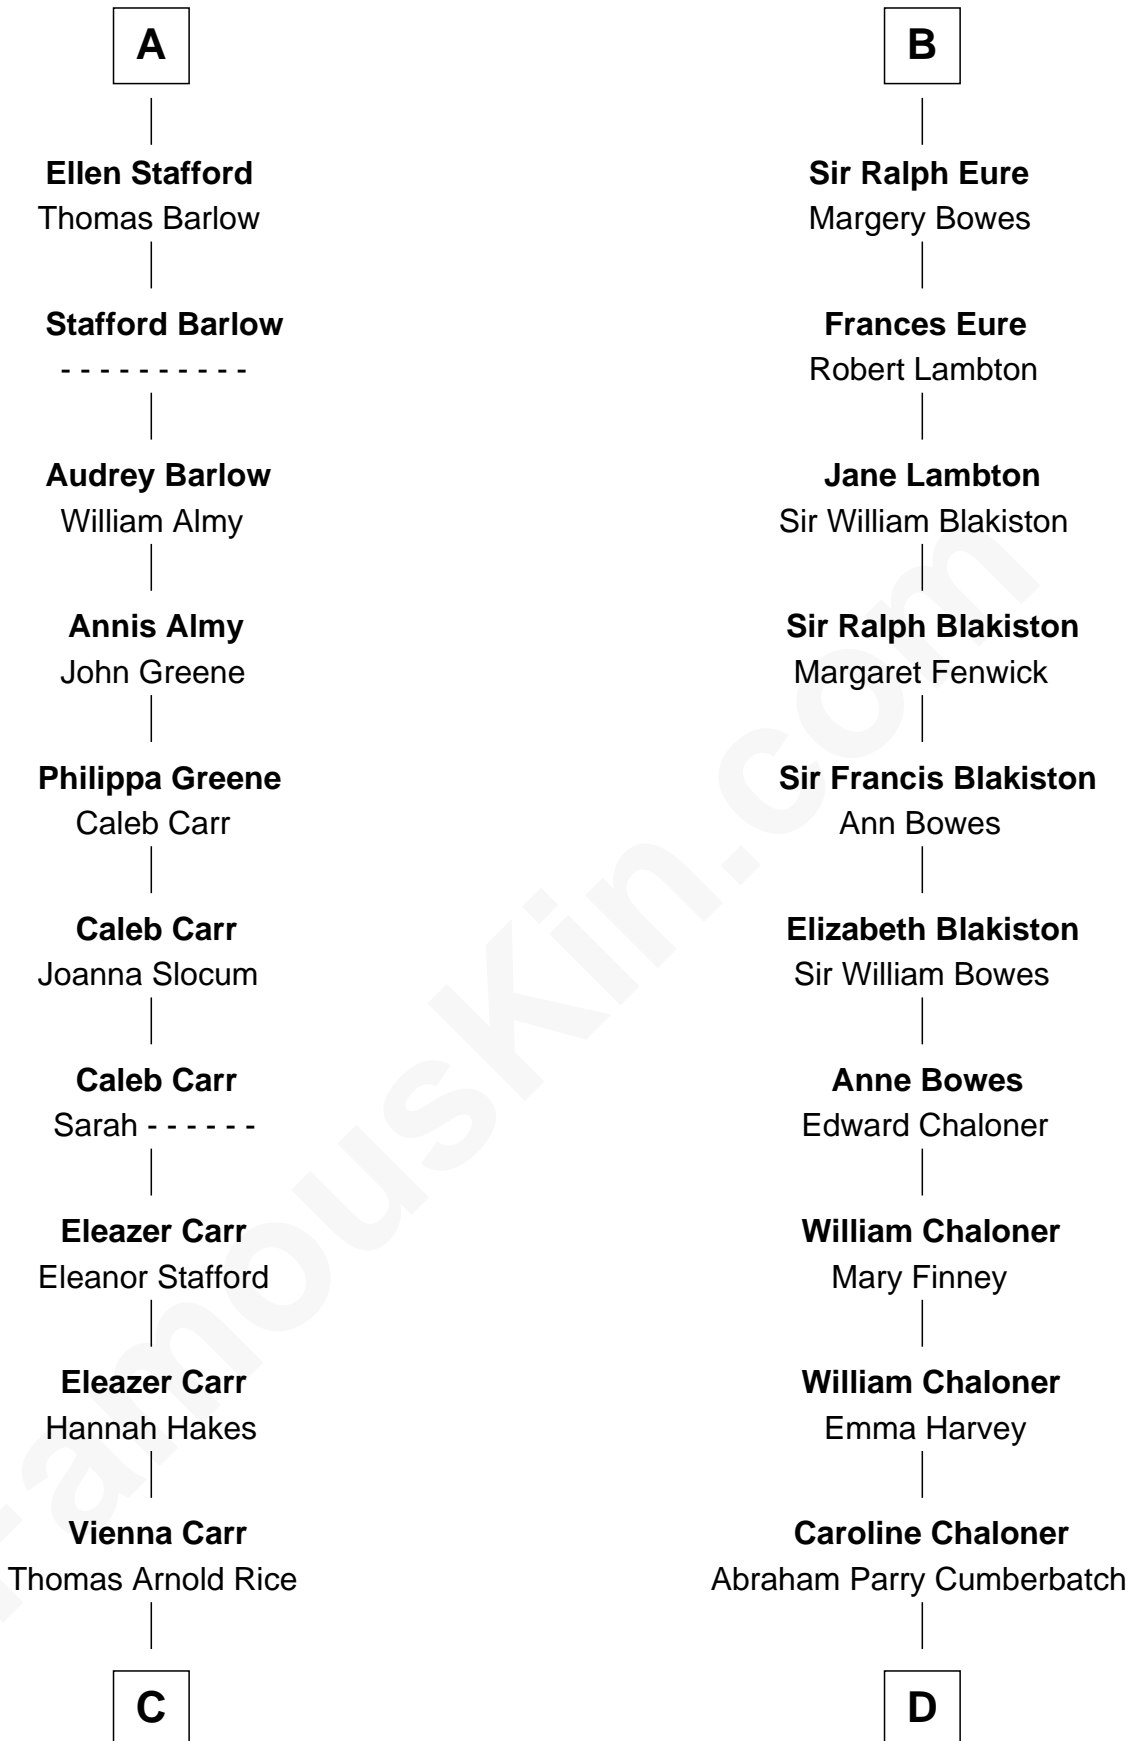 A
Ellen Stafford
Thomas Barlow
Stafford Barlow
- - - - - - - - - -
Audrey Barlow
William Almy
Annis Almy
John Greene
Philippa Greene
Caleb Carr
Caleb Carr
Joanna Slocum
Caleb Carr
Sarah - - - - - -
Eleazer Carr
Eleanor Stafford
Eleazer Carr
Hannah Hakes
Vienna Carr
Thomas Arnold Rice
C
B
Sir Ralph Eure
Margery Bowes
Frances Eure
Robert Lambton
Jane Lambton
Sir William Blakiston
Sir Ralph Blakiston
Margaret Fenwick
Sir Francis Blakiston
Ann Bowes
Elizabeth Blakiston
Sir William Bowes
Anne Bowes
Edward Chaloner
William Chaloner
Mary Finney
William Chaloner
Emma Harvey
Caroline Chaloner
Abraham Parry Cumberbatch
D
FamousKin.com